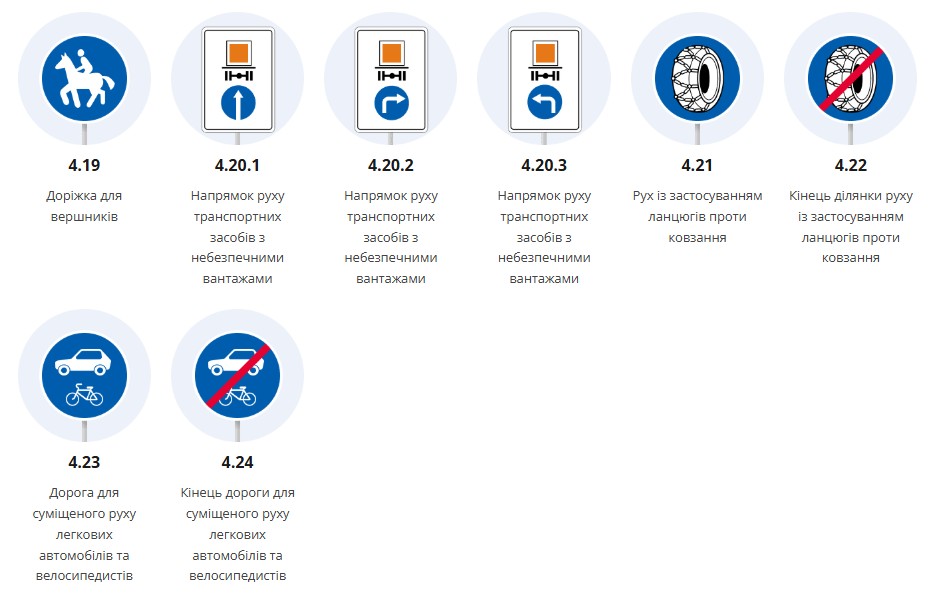 4.19
Доріжка для
вершників
4.20.1
Напрямок руху
транспортних
засобів з
небезпечними
вантажами
4.20.2
Напрямок руху
транспортних
засобів з
небезпечними
вантажами
4.20.3
Напрямок руху
транспортних
засобів з
небезпечними
вантажами
4.21
Рух із застосуванням
ланцюгів проти
ковзання
4.22
Кінець ділянки руху
із застосуванням
ланцюгів проти
ковзання
4.23
Дорога для
суміщеного руху
легкових
автомобілів та
велосипедистів
4.24
Кінець дороги для
суміщеного руху
легкових
автомобілів та
велосипедистів